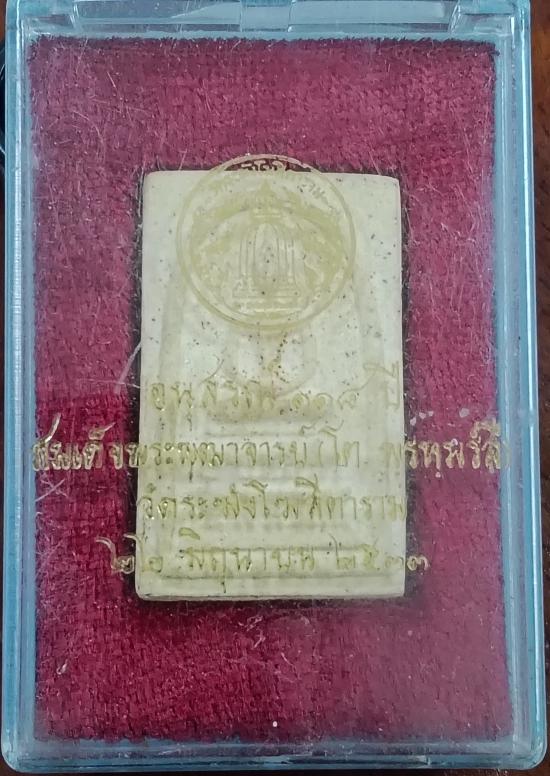 อนุสรณ์ ๑๐๘ ปี
สมเด็จพระพุฒาจารย์ (โต พรหมรังสี)
วัดระฆังโฆสิตาราม
๒๒ มิถุนายน ๒๕๒๓